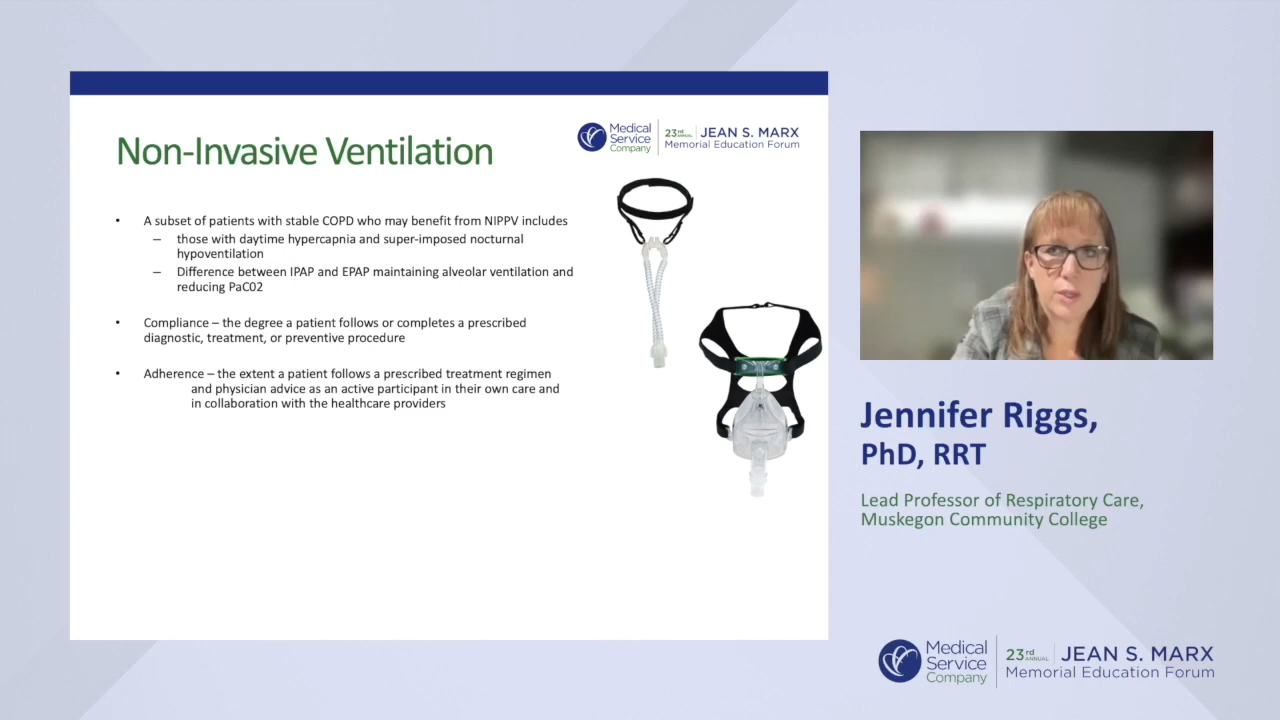 Medical
Service
Company
23rd
ANNUAL
JEAN S. MARX
Memorial Education Forum
Non-Invasive Ventilation
• A subset of patients with stable COPD who may benefit from NIPPV includes
– those with daytime hypercapnia and super-imposed nocturnal
hypoventilation
– Difference between IPAP and EPAP maintaining alveolar ventilation and
reducing PaC02
• Compliance – the degree a patient follows or completes a prescribed
diagnostic, treatment, or preventive procedure
• Adherence – the extent a patient follows a prescribed treatment regimen
and physician advice as an active participant in their own care and
in collaboration with the healthcare providers
Jennifer Riggs,
PhD, RRT
Lead Professor of Respiratory Care,
Muskegon Community College
Medical
Service
Company
23rd
ANNUAL
JEAN S. MARX
Memorial Education Forum